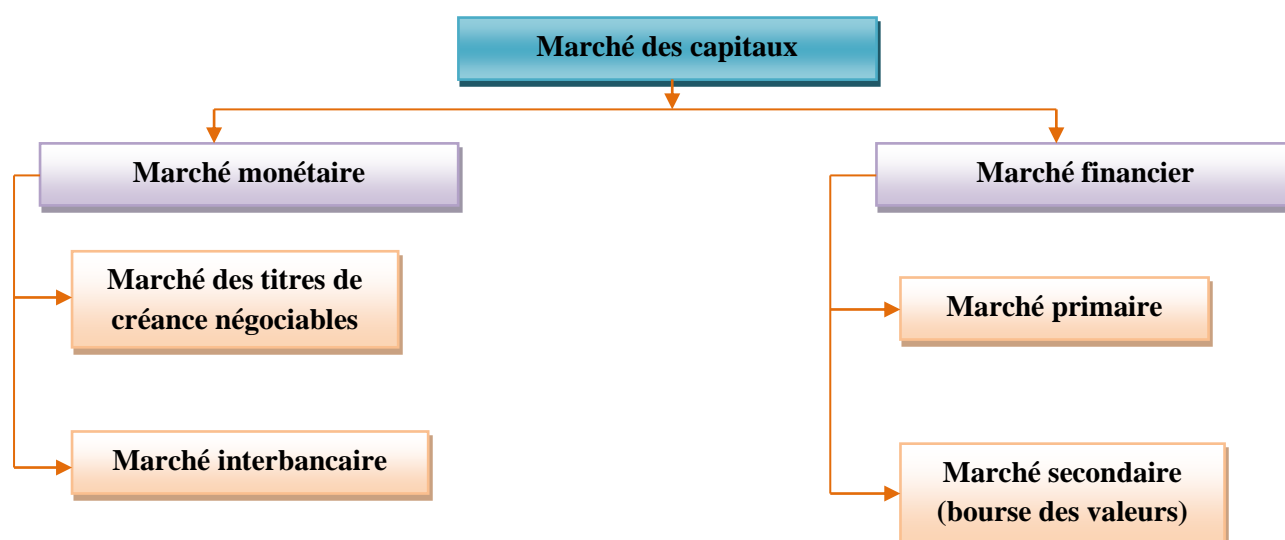 Marché des capitaux
Marché monétaire
Marché financier
Marché des titres de
créance négociables
Marché primaire
Marché interbancaire
Marché secondaire
(bourse des valeurs)